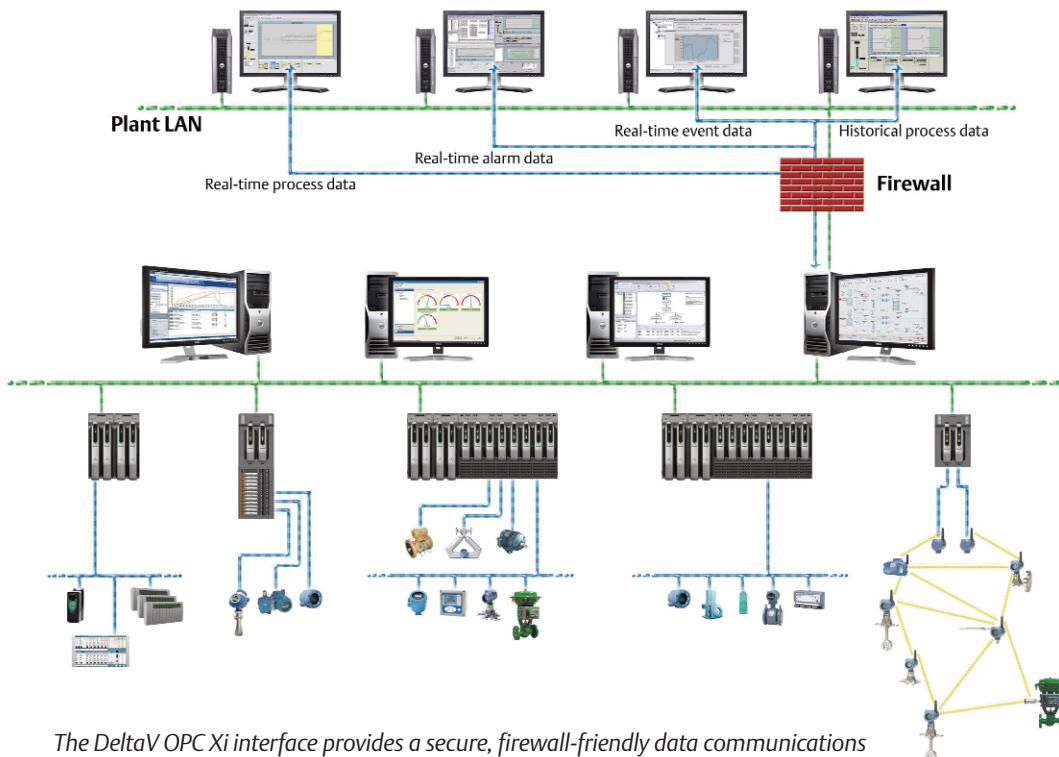 Plant LAN
Real-time event data
Historical process data
Real-time alarm data
Real-time process data
Firewall
The DeltaV OPC Xi interface provides a secure, firewall-friendly data communications